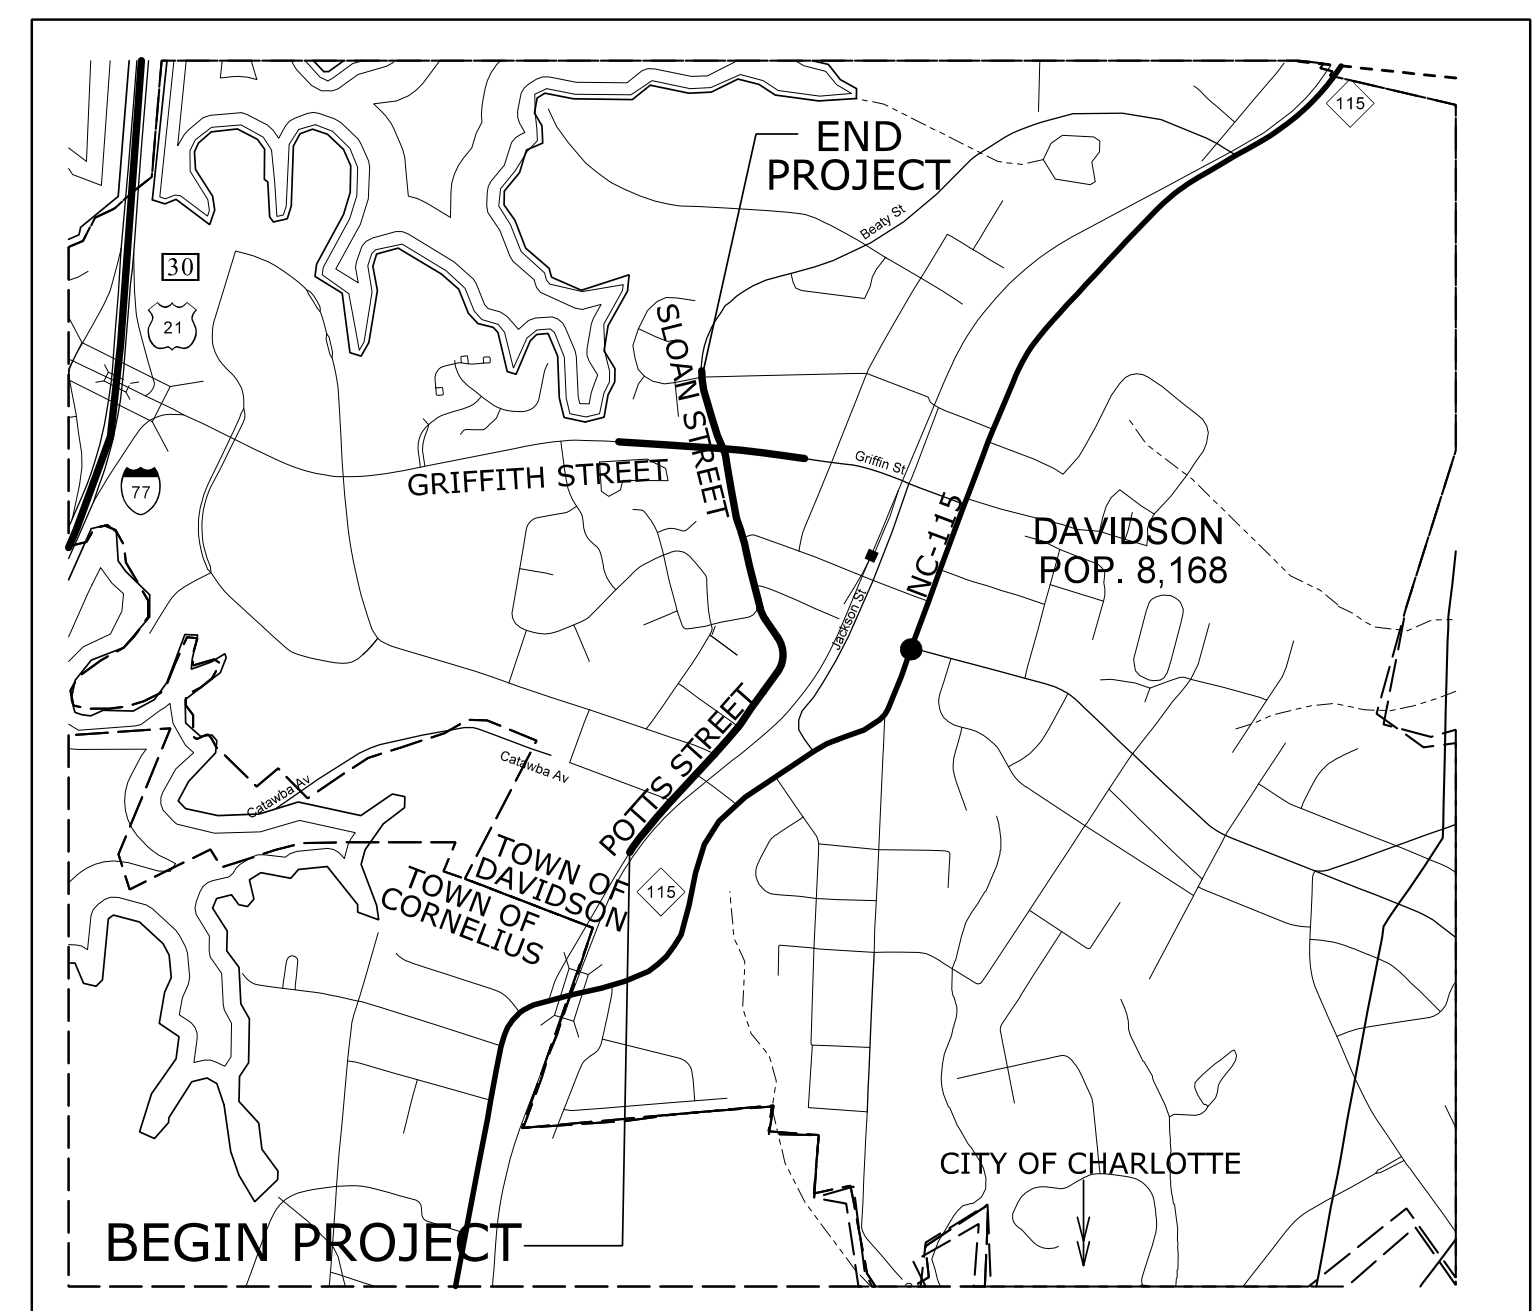 115
END
PROJECT
Beaty St
30
21
SLOAN STREET
Griffin St
GRIFFITH STREET
77
NC-115
DAVIDSON
POP. 8,168
Jackson St
POTTS STREET
Catawba Av
Catawba Av
TOWN OF
DAVIDSON
TOWN OF
CORNELIUS
115
CITY OF CHARLOTTE
BEGIN PROJECT